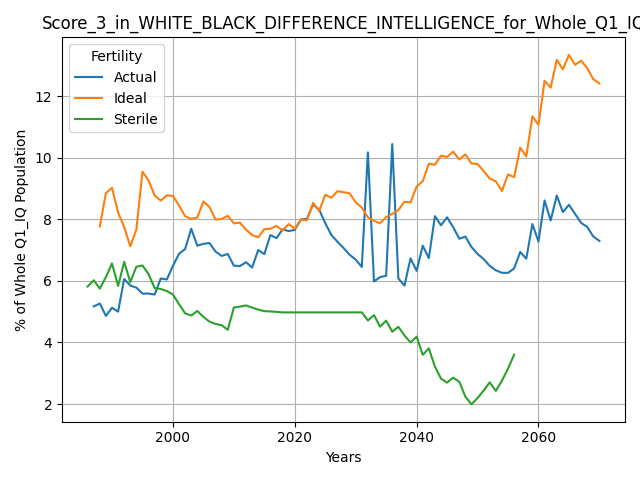 Score_3_in_WHITE_BLACK_DIFFERENCE_INTELLIGENCE_for_Whole_Q1_IQ
Fertility
Actual
Ideal
Sterile
12
10
8
6
4
2
% of Whole Q1_IQ Population
2000 2020 2040 2060
Years